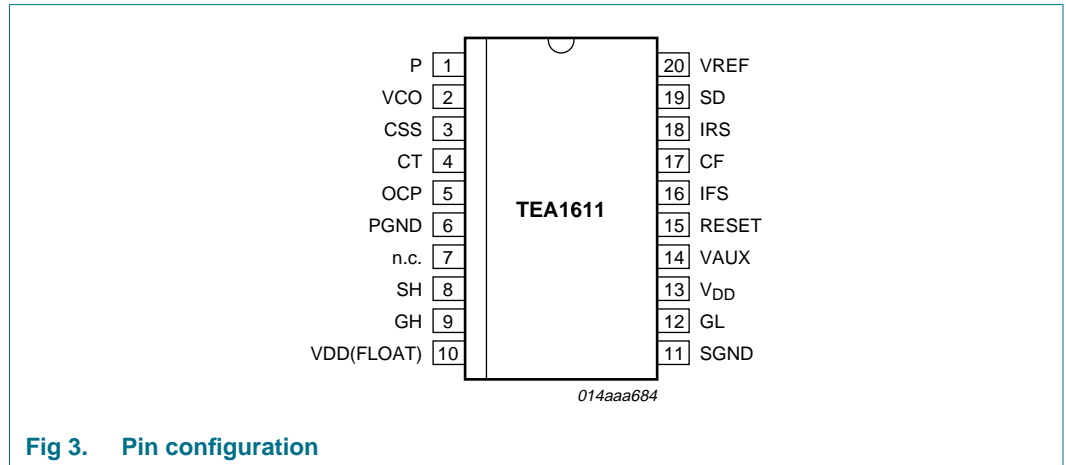 P 1 20 VREF
VCO 2 19 SD
CSS 3 18 IRS
CT 4 17 CF
OCP 5 16 IFS
TEA1611
PGND 6 15 RESET
n.c. 7 14 VAUX
SH 8 13 VDD
GH 9 12 GL
VDD(FLOAT) 10 11 SGND
014aaa684
Fig 3. Pin configuration